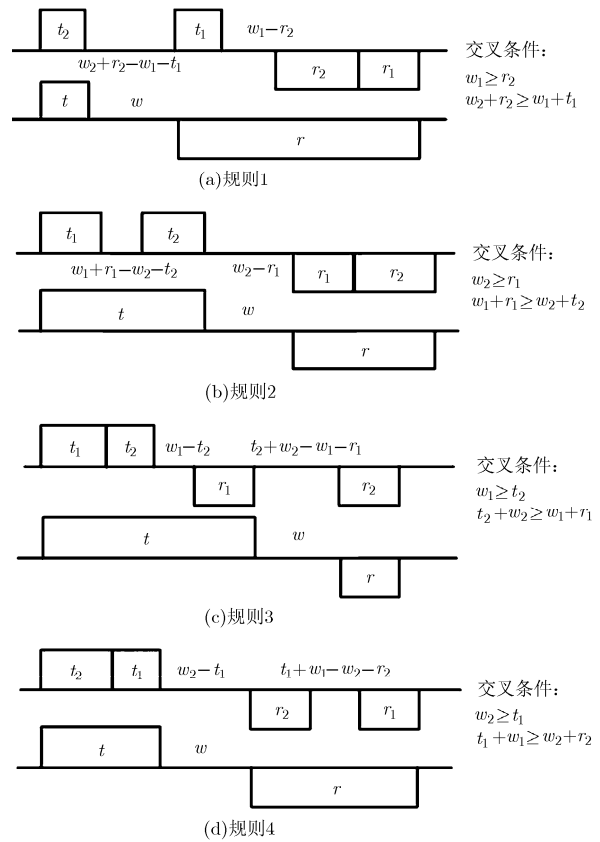 t₂ t₁ w₁−r₂
w₂+r₂−w₁−t₁ r₂ r₁
交叉条件：
w₁≥r₂
w₂+r₂≥w₁+t₁
t w
r
(a)规则1
t₁ t₂
w₁+r₁−w₂−t₂ w₂−r₁ r₁ r₂
交叉条件：
w₂≥r₁
w₁+r₁≥w₂+t₂
t w
r
(b)规则2
t₁ t₂ w₁−t₂ t₂+w₂−w₁−r₁
r₁ r₂
交叉条件：
w₁≥t₂
t₂+w₂≥w₁+r₁
t w
r
(c)规则3
t₂ t₁ w₂−t₁ t₁+w₁−w₂−r₂
r₂ r₁
交叉条件：
w₂≥t₁
t₁+w₁≥w₂+r₂
t w
r
(d)规则4